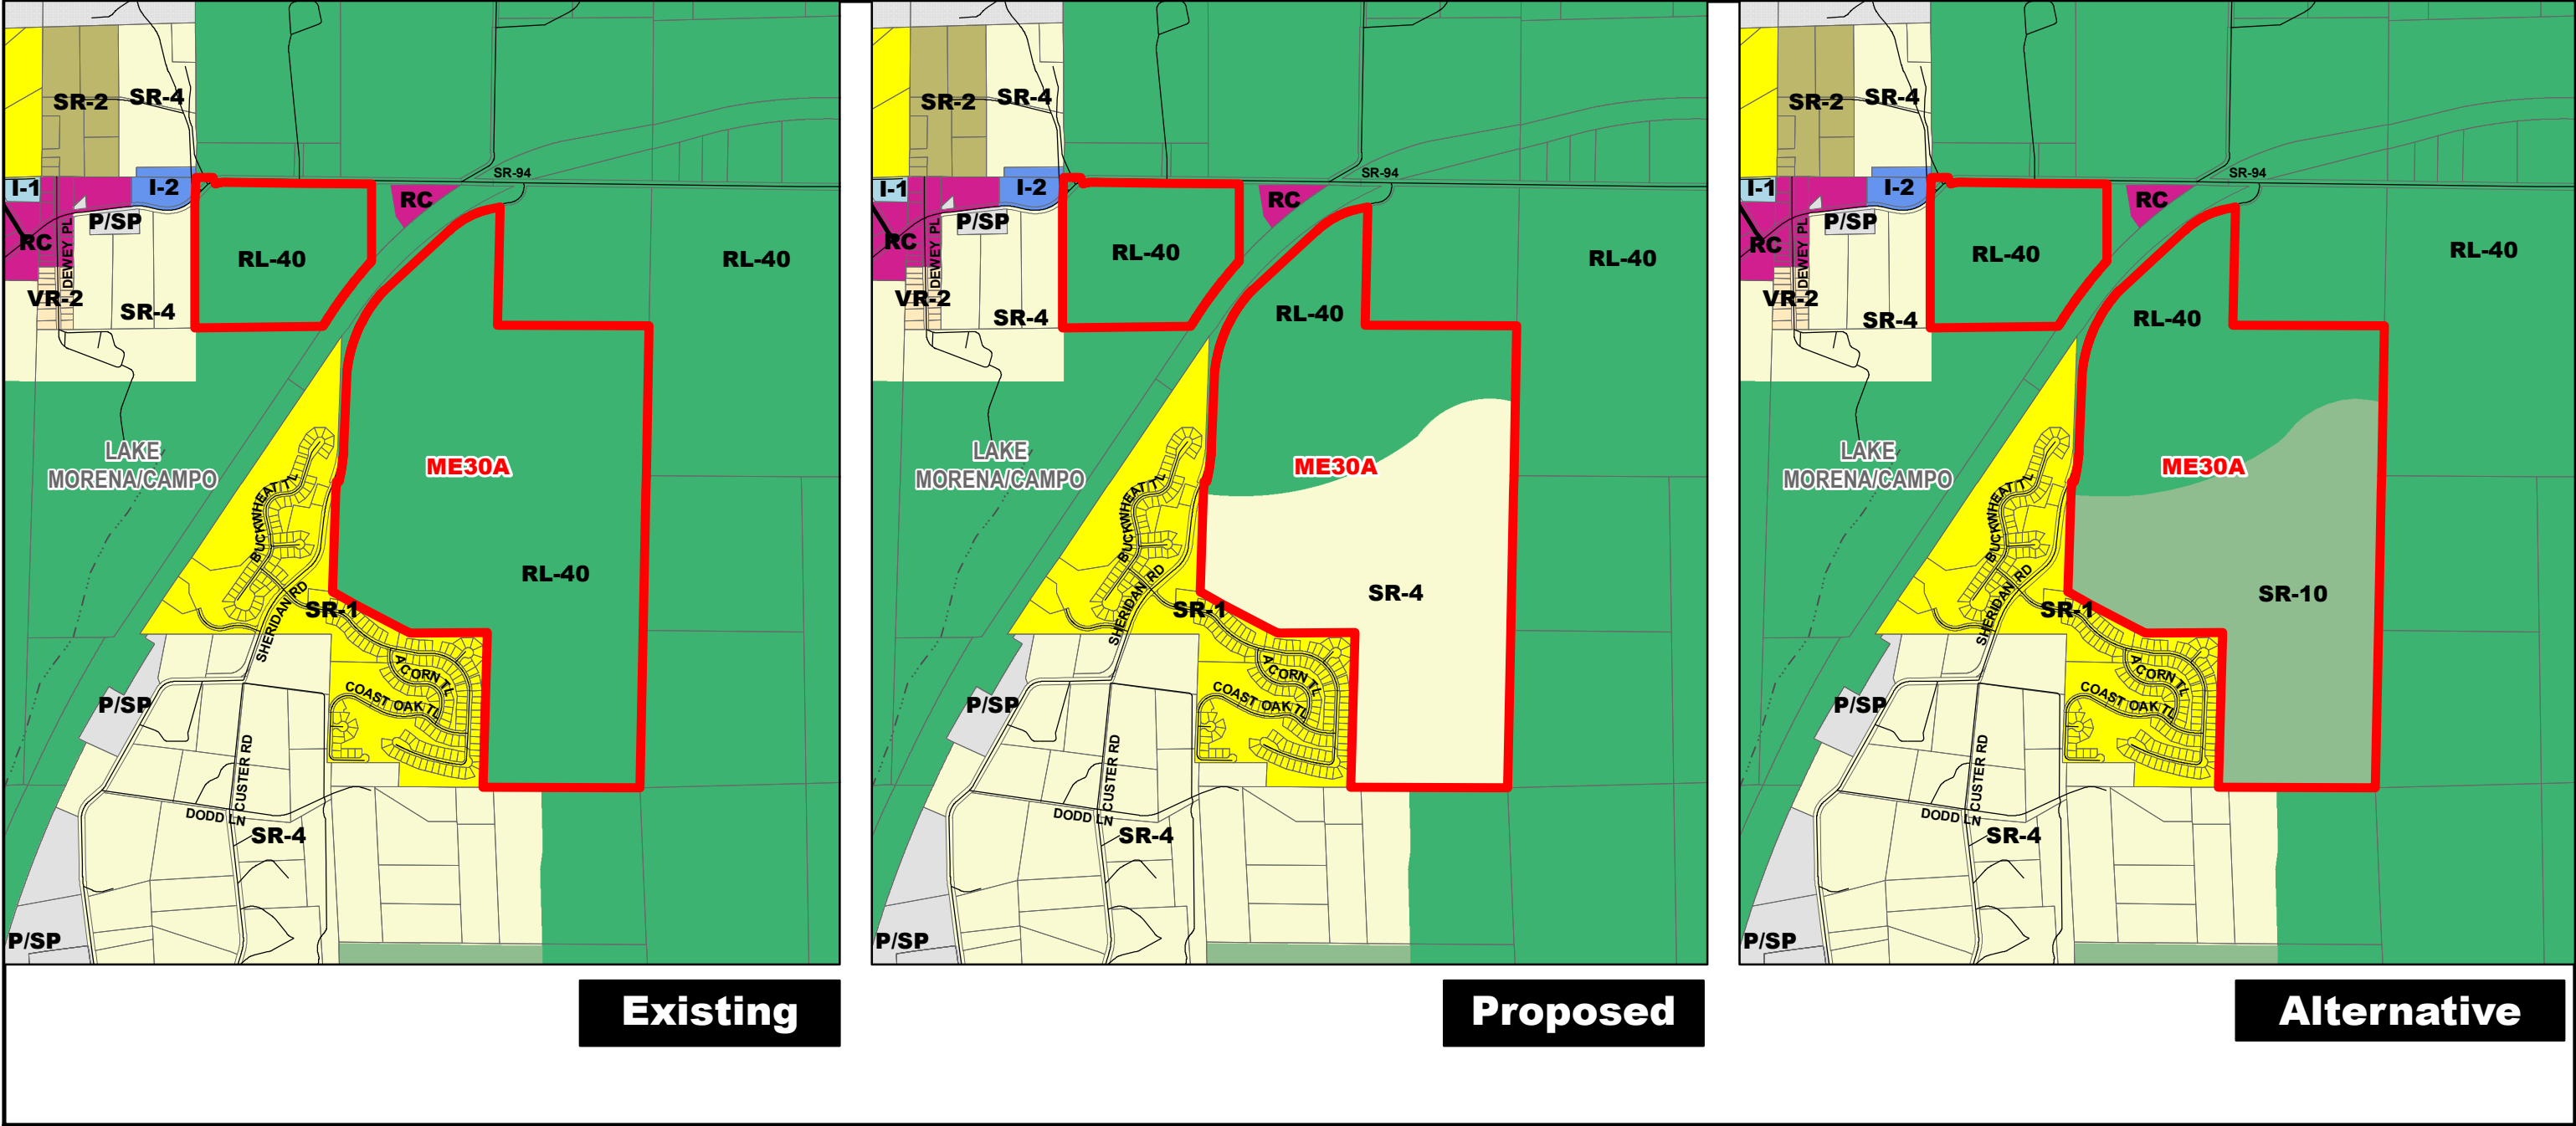 SR-2
SR-4
SR-94
I-1
I-2
RC
P/SP
RC
DEWEY PL
RL-40
RL-40
VR-2
SR-4
LAKE
MORENA/CAMPO
ME30A
BUCKWHEAT TL
RL-40
SR-1
SHERIDAN RD
ACORN TL
COAST OAK TL
P/SP
CUSTER RD
DODD LN
SR-4
P/SP
Existing
SR-2
SR-4
SR-94
I-1
I-2
RC
P/SP
RC
DEWEY PL
RL-40
RL-40
VR-2
RL-40
SR-4
LAKE
MORENA/CAMPO
ME30A
BUCKWHEAT TL
SR-4
SR-1
SHERIDAN RD
ACORN TL
COAST OAK TL
P/SP
CUSTER RD
DODD LN
SR-4
P/SP
Proposed
SR-2
SR-4
SR-94
I-1
I-2
RC
P/SP
RC
DEWEY PL
RL-40
RL-40
VR-2
RL-40
SR-4
LAKE
MORENA/CAMPO
ME30A
BUCKWHEAT TL
SR-10
SR-1
SHERIDAN RD
ACORN TL
COAST OAK TL
P/SP
CUSTER RD
DODD LN
SR-4
P/SP
Alternative